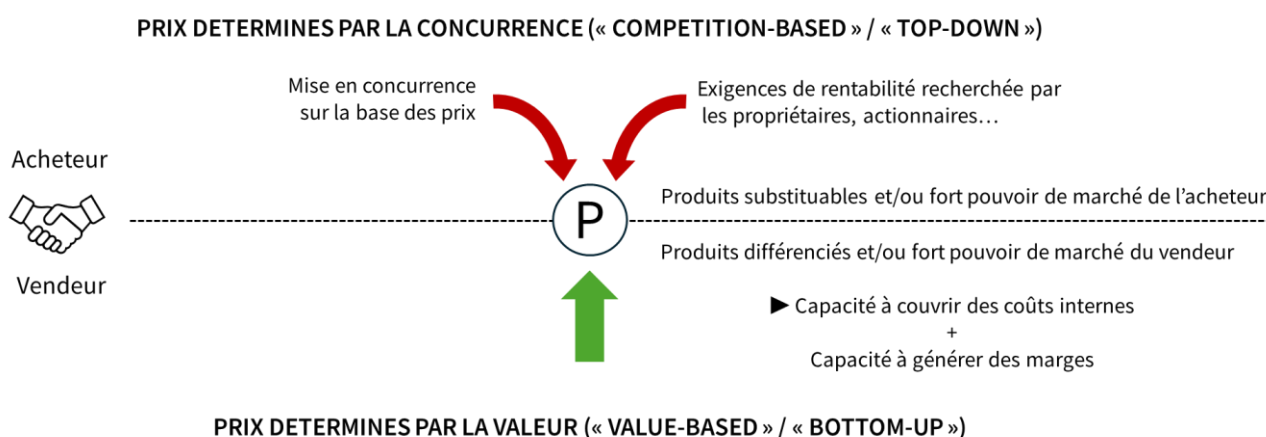 PRIX DETERMINES PAR LA CONCURRENCE (« COMPETITION-BASED » / « TOP-DOWN »)
Mise en concurrence
sur la base des prix
Exigences de rentabilité recherchée par
les propriétaires, actionnaires…
Acheteur
Produits substituables et/ou fort pouvoir de marché de l’acheteur
P
Produits différenciés et/ou fort pouvoir de marché du vendeur
Vendeur
► Capacité à couvrir des coûts internes
+
Capacité à générer des marges
PRIX DETERMINES PAR LA VALEUR (« VALUE-BASED » / « BOTTOM-UP »)